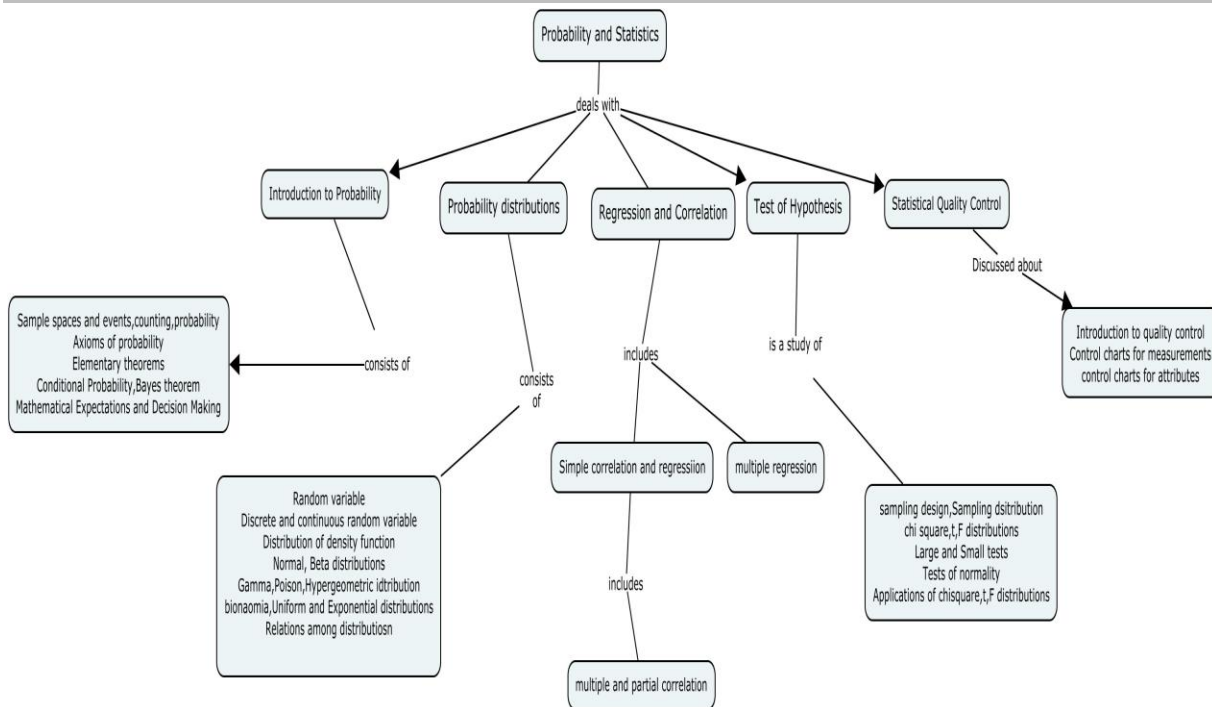 Probability and Statistics
deals with
Introduction to Probability
Probability distributions
Regression and Correlation
Test of Hypothesis
Statistical Quality Control
Discussed about
Sample spaces and events,counting,probability
Axioms of probability
Elementary theorems
Conditional Probability,Bayes theorem
Mathematical Expectations and Decision Making
consists of
consists
of
includes
is a study of
Introduction to quality control
Control charts for measurements
control charts for attributes
Simple correlation and regressiion
multiple regression
Random variable
Discrete and continuous random variable
Distribution of density function
Normal, Beta distributions
Gamma,Poison,Hypergeometric idtribution
bionaomia,Uniform and Exponential distributions
Relations among distributiosn
sampling design,Sampling dsitribution
chi square,t,F distributions
Large and Small tests
Tests of normality
Applications of chisquare,t,F distributions
includes
multiple and partial correlation